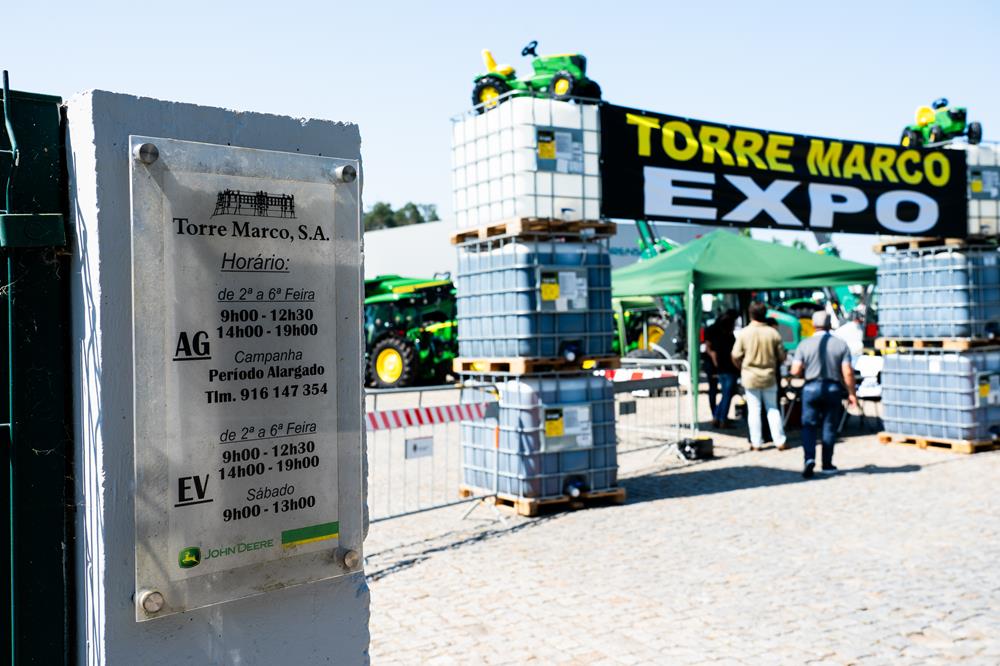 Torre Marco, S.A.
Horário:
de 2ª a 6ª Feira
9h00 - 12h30
14h00 - 19h00
AG
Campanha
Período Alargado
Tlm. 916 147 354
de 2ª a 6ª Feira
9h00 - 12h30
14h00 - 19h00
EV
Sábado
9h00 - 13h00
JOHN DEERE
TORRE MARCO
EXPO